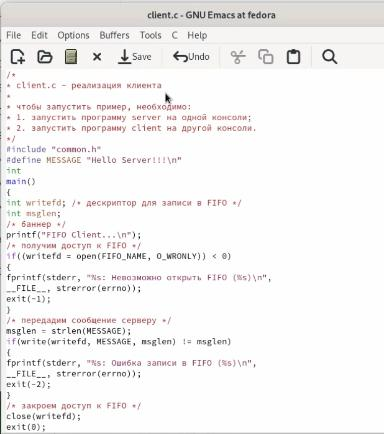 client.c - GNU Emacs at fedora
File Edit Options Buffers Tools C Help
Save Undo
/*
* client.c - реализация клиента
*
* чтобы запустить пример, необходимо:
* 1. запустить программу server на одной консоли;
* 2. запустить программу client на другой консоли.
*/
#include "common.h"
#define MESSAGE "Hello Server!!!\n"
int
main()
{
int writefd; /* дескриптор для записи в FIFO */
int msglen;
/* баннер */
printf("FIFO Client...\n");
/* получим доступ к FIFO */
if((writefd = open(FIFO_NAME, O_WRONLY)) < 0)
{
fprintf(stderr, "%s: Невозможно открыть FIFO (%s)\n",
__FILE__, strerror(errno));
exit(-1);
}
/* передадим сообщение серверу */
msglen = strlen(MESSAGE);
if(write(writefd, MESSAGE, msglen) != msglen)
{
fprintf(stderr, "%s: Ошибка записи в FIFO (%s)\n",
__FILE__, strerror(errno));
exit(-2);
}
/* закроем доступ к FIFO */
close(writefd);
exit(0);